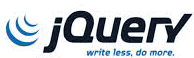 jQuery
write less, do more.